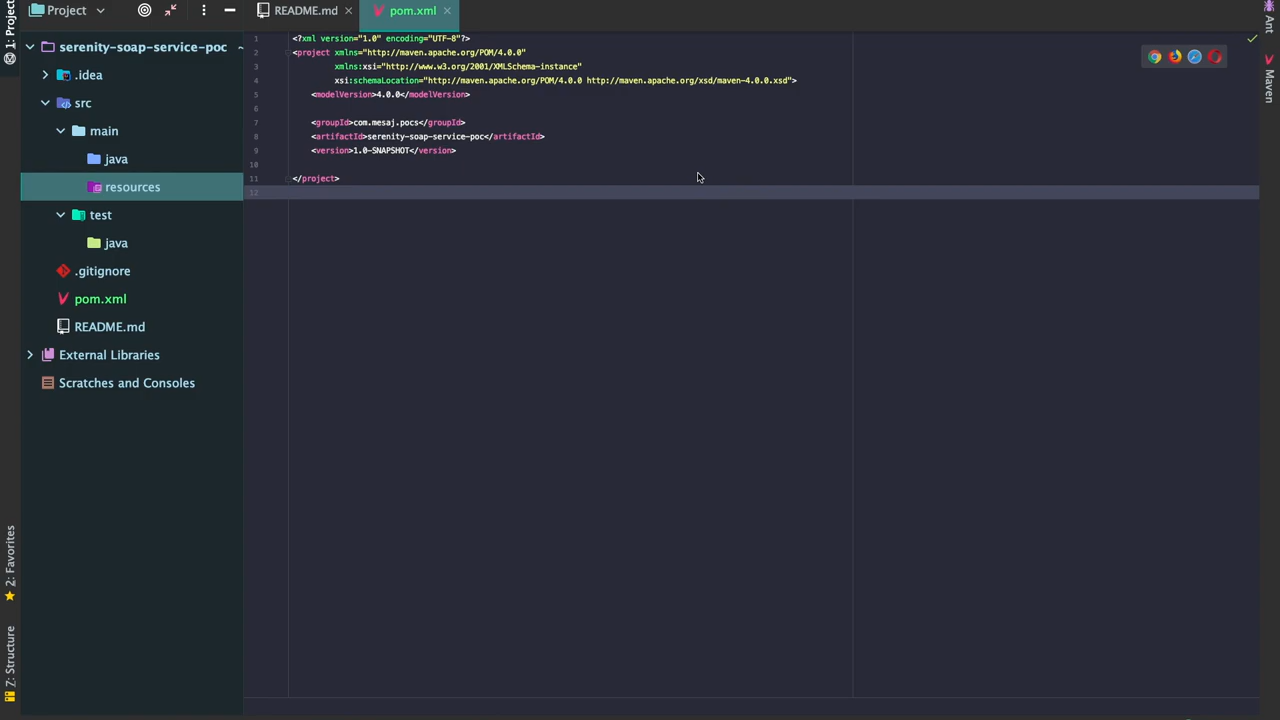 1: Project
Project
README.md
pom.xml
serenity-soap-service-poc
.idea
src
main
java
resources
test
java
.gitignore
pom.xml
README.md
External Libraries
Scratches and Consoles
1 <?xml version="1.0" encoding="UTF-8"?>
2 <project xmlns="http://maven.apache.org/POM/4.0.0"
3 xmlns:xsi="http://www.w3.org/2001/XMLSchema-instance"
4 xsi:schemaLocation="http://maven.apache.org/POM/4.0.0 http://maven.apache.org/xsd/maven-4.0.0.xsd">
5 <modelVersion>4.0.0</modelVersion>
6
7 <groupId>com.mesaj.pocs</groupId>
8 <artifactId>serenity-soap-service-poc</artifactId>
9 <version>1.0-SNAPSHOT</version>
10
11 </project>
12
Ant
Maven
2: Favorites
Z: Structure